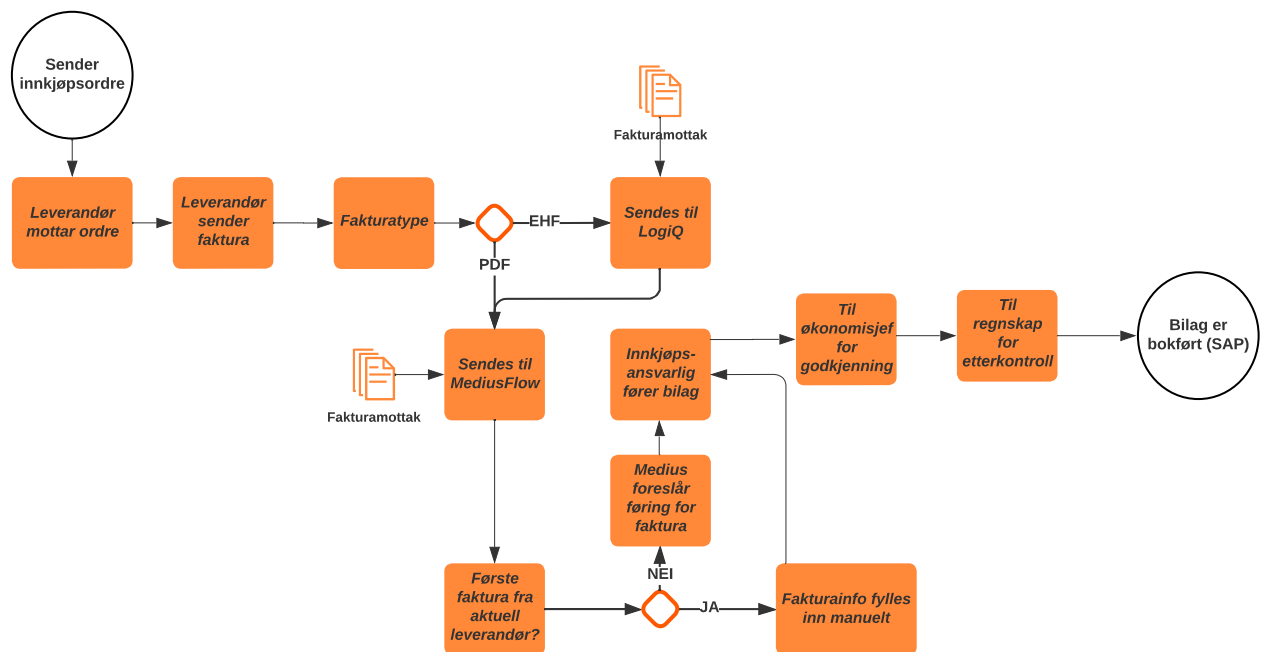 Sender
innkjøpsordre
Fakturamottak
Leverandør
mottar ordre
Leverandør
sender
faktura
Fakturatype
EHF
Sendes til
LogiQ
PDF
Sendes til
MediusFlow
Fakturamottak
Innkjøps-
ansvarlig
fører bilag
Til
økonomisjef
for
godkjenning
Til
regnskap
for
etterkontroll
Bilag er
bokført (SAP)
Medius
foreslår
føring for
faktura
NEI
Første
faktura fra
aktuell
leverandør?
JA
Fakturainfo fylles
inn manuelt